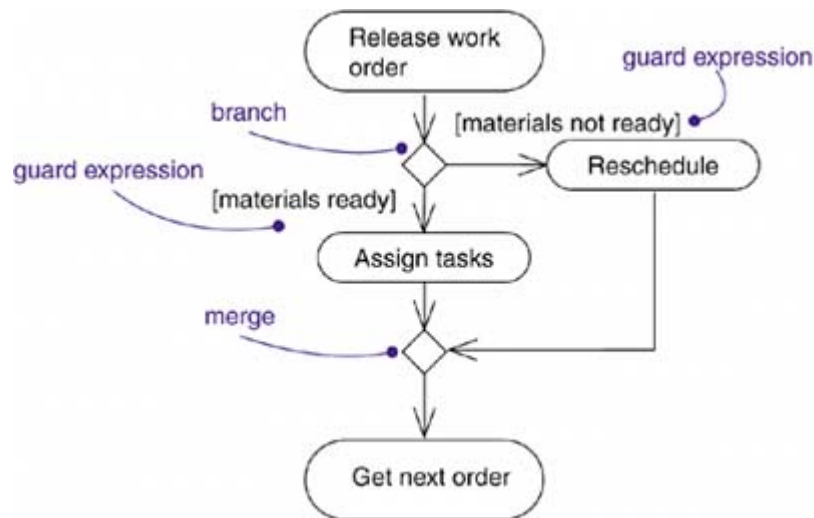 Release work
order
guard expression
branch
[materials not ready]
Reschedule
guard expression
[materials ready]
Assign tasks
merge
Get next order